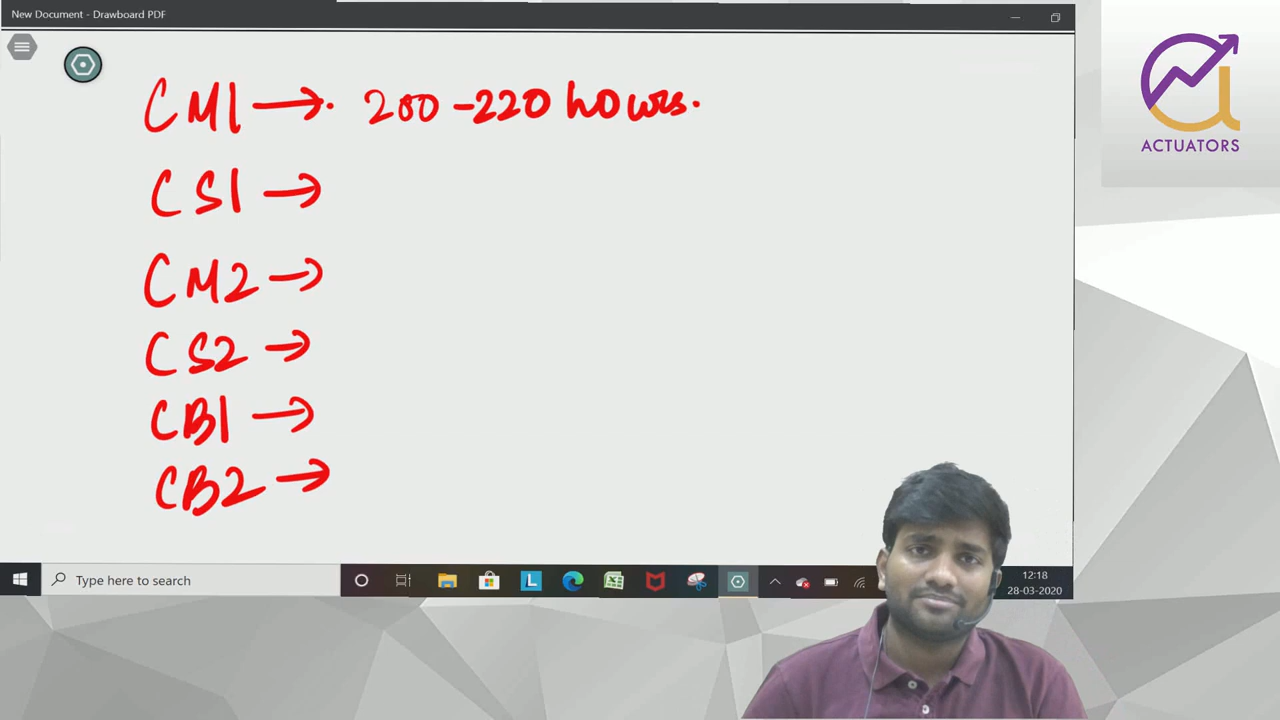 New Document - Drawboard PDF
CM1 → 200-220 hours.
CS1 →
CM2 →
CS2 →
CB1 →
CB2 →
ACTUATORS
Type here to search
12:18
28-03-2020